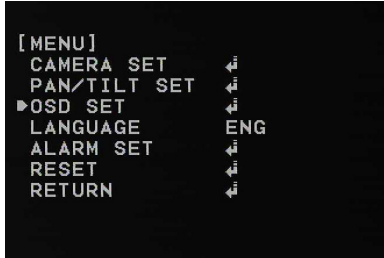 [MENU]
CAMERA SET ↲
PAN/TILT SET ↲
▶OSD SET ↲
LANGUAGE ENG
ALARM SET ↲
RESET ↲
RETURN ↲